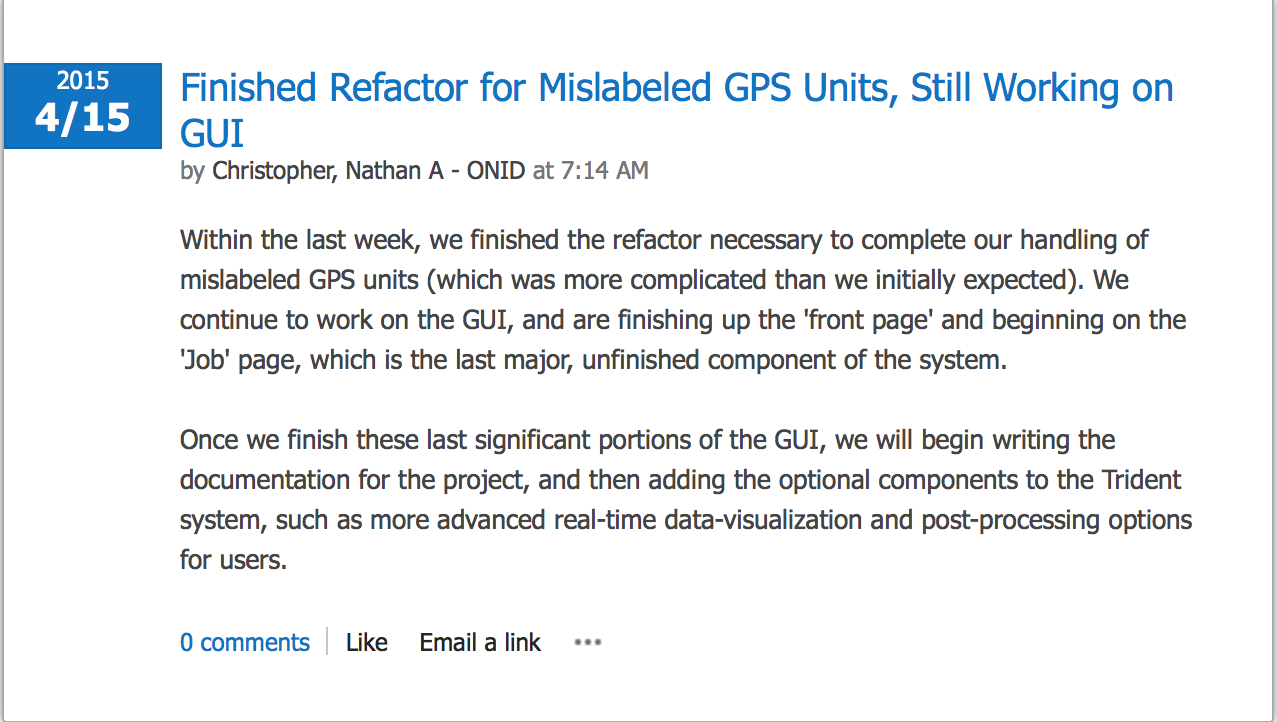 2015
4/15
Finished Refactor for Mislabeled GPS Units, Still Working on
GUI
by Christopher, Nathan A - ONID at 7:14 AM
Within the last week, we finished the refactor necessary to complete our handling of
mislabeled GPS units (which was more complicated than we initially expected). We
continue to work on the GUI, and are finishing up the 'front page' and beginning on the
'Job' page, which is the last major, unfinished component of the system.
Once we finish these last significant portions of the GUI, we will begin writing the
documentation for the project, and then adding the optional components to the Trident
system, such as more advanced real-time data-visualization and post-processing options
for users.
0 comments Like Email a link •••